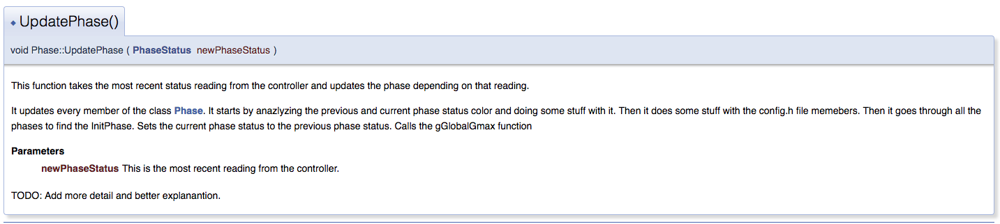 UpdatePhase()
void Phase::UpdatePhase ( PhaseStatus newPhaseStatus )
This function takes the most recent status reading from the controller and updates the phase depending on that reading.
It updates every member of the class Phase. It starts by anazlyzing the previous and current phase status color and doing some stuff with it. Then it does some stuff with the config.h file memebers. Then it goes through all the
phases to find the InitPhase. Sets the current phase status to the previous phase status. Calls the gGlobalGmax function
Parameters
newPhaseStatus This is the most recent reading from the controller.
TODO: Add more detail and better explanantion.